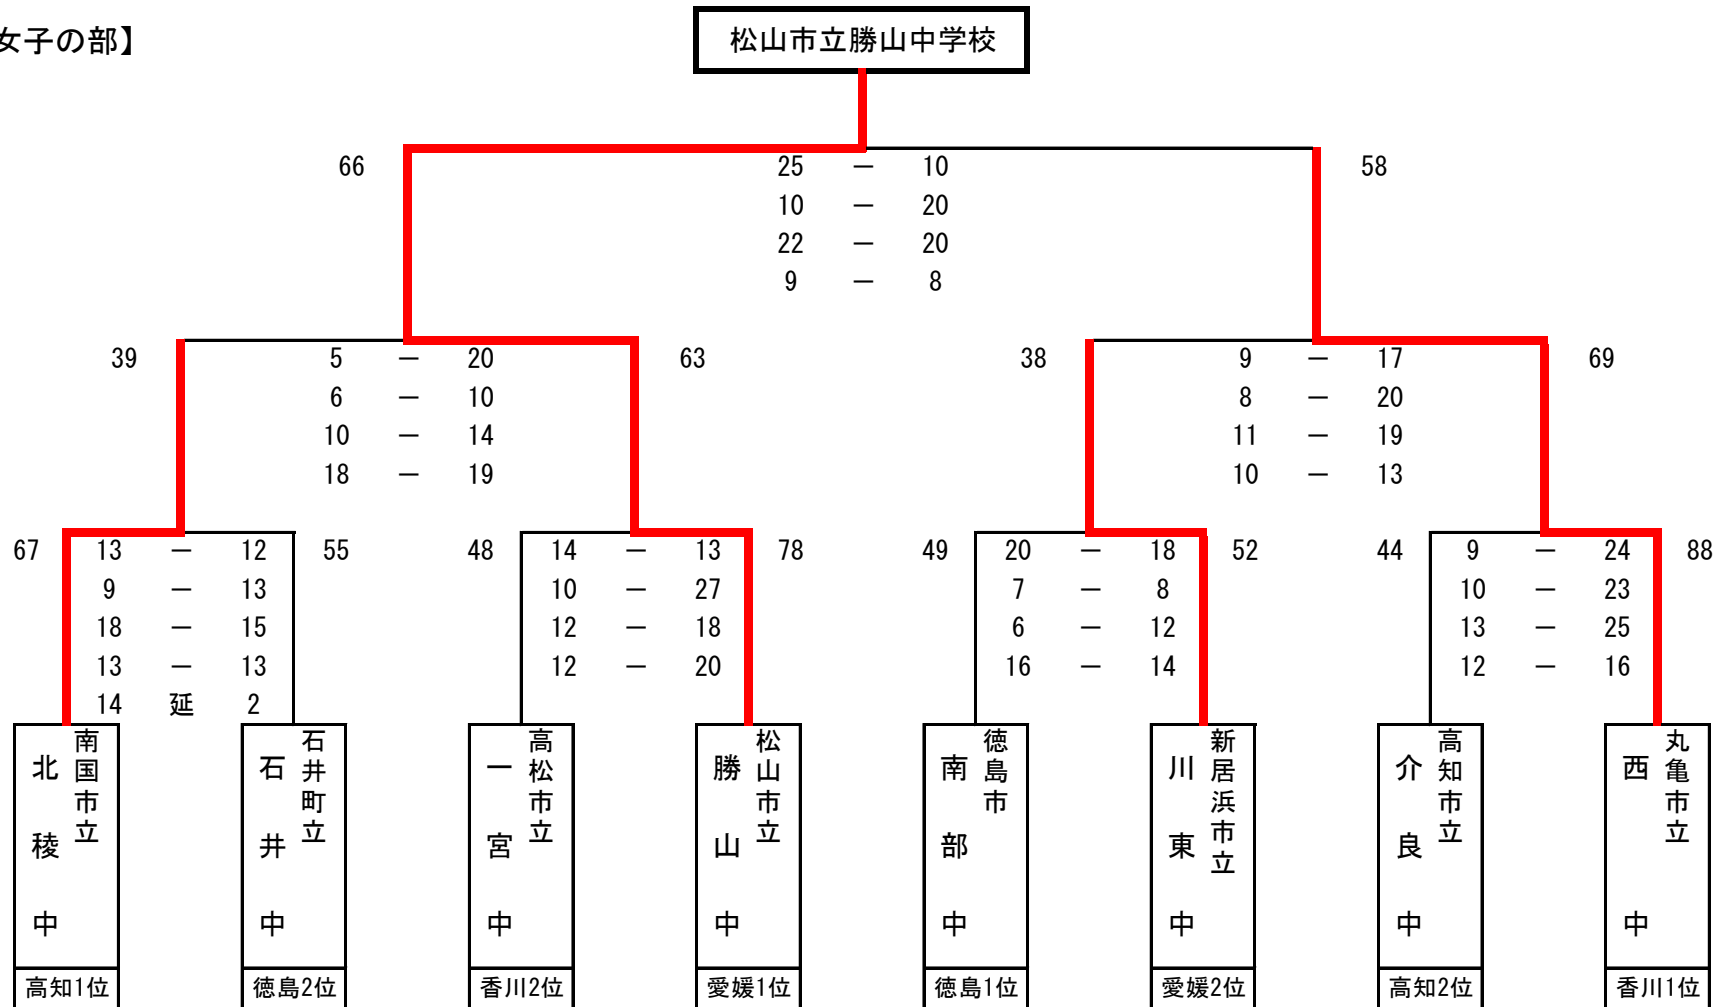 女子の部】
松山市立勝山中学校
66 25 － 10 58
10 － 20
22 － 20
9 － 8
39 5 － 20 63 38 9 － 17 69
6 － 10 8 － 20
10 － 14 11 － 19
18 － 19 10 － 13
67 13 － 12 55 48 14 － 13 78 49 20 － 18 52 44 9 － 24 88
9 － 13 10 － 27 7 － 8 10 － 23
18 － 15 12 － 18 6 － 12 13 － 25
13 － 13 12 － 20 16 － 14 12 － 16
14 延 2
南国市立
北稜中
石井町立
石井中
高松市立
一宮中
松山市立
勝山中
徳島市
南部中
新居浜市立
川東中
高知市立
介良中
丸亀市立
西中
高知1位 徳島2位 香川2位 愛媛1位 徳島1位 愛媛2位 高知2位 香川1位